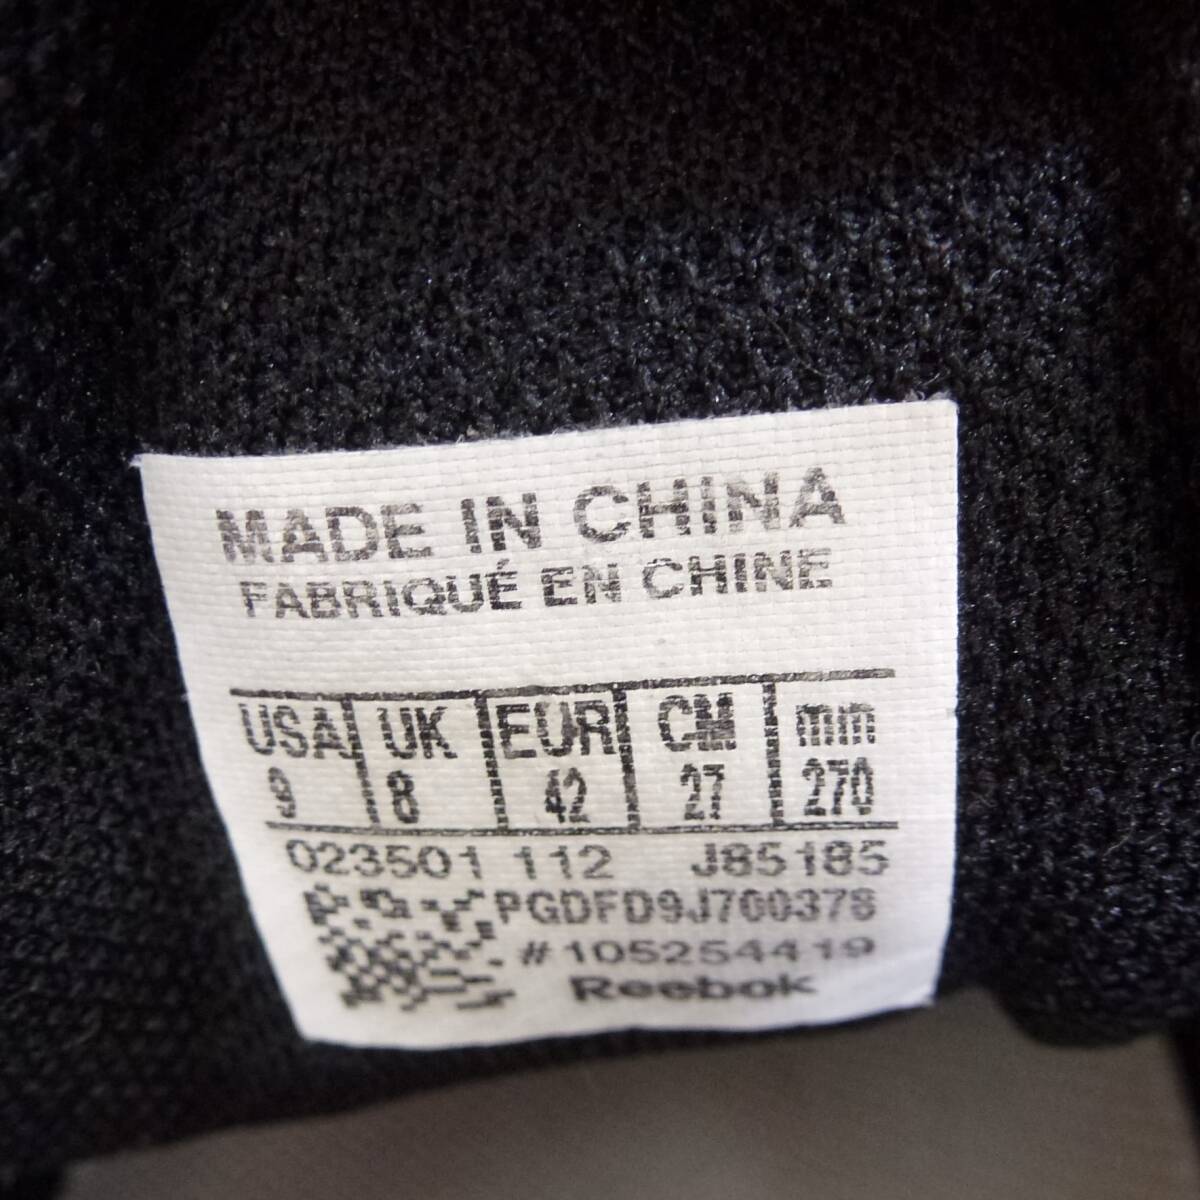 MADE IN CHINA
FABRIQUÉ EN CHINE
USA UK EUR CM mm
9 8 42 27 270
023501 112 J85185
PGDFD9J700378
#1052544419
Reebok